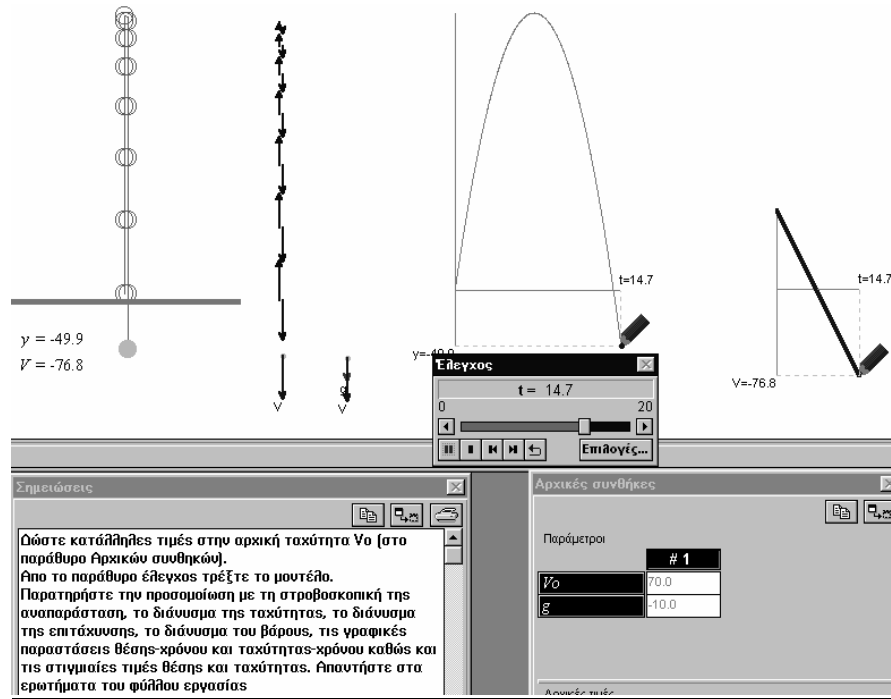 y = -49.9
V = -76.8
V
g
V
t=14.7
y=-49.9
t=14.7
V=-76.8
Έλεγχος
t = 14.7
0 20
Επιλογές...
Σημειώσεις
Δώστε κατάλληλες τιμές στην αρχική ταχύτητα Vo (στο
παράθυρο Αρχικών συνθηκών).
Απο το παράθυρο έλεγχος τρέξτε το μοντέλο.
Παρατηρήστε την προσομοίωση με τη στροβοσκοπική της
αναπαράσταση, το διάνυσμα της ταχύτητας, το διάνυσμα
της επιτάχυνσης, το διάνυσμα του βάρους, τις γραφικές
παραστάσεις θέσης-χρόνου και ταχύτητας-χρόνου καθώς και
τις στιγμιαίες τιμές θέσης και ταχύτητας. Απαντήστε στα
ερωτήματα του φύλλου εργασίας
Αρχικές συνθήκες
Παράμετροι
# 1
Vo 70.0
g -10.0
Αρχικές τιμές